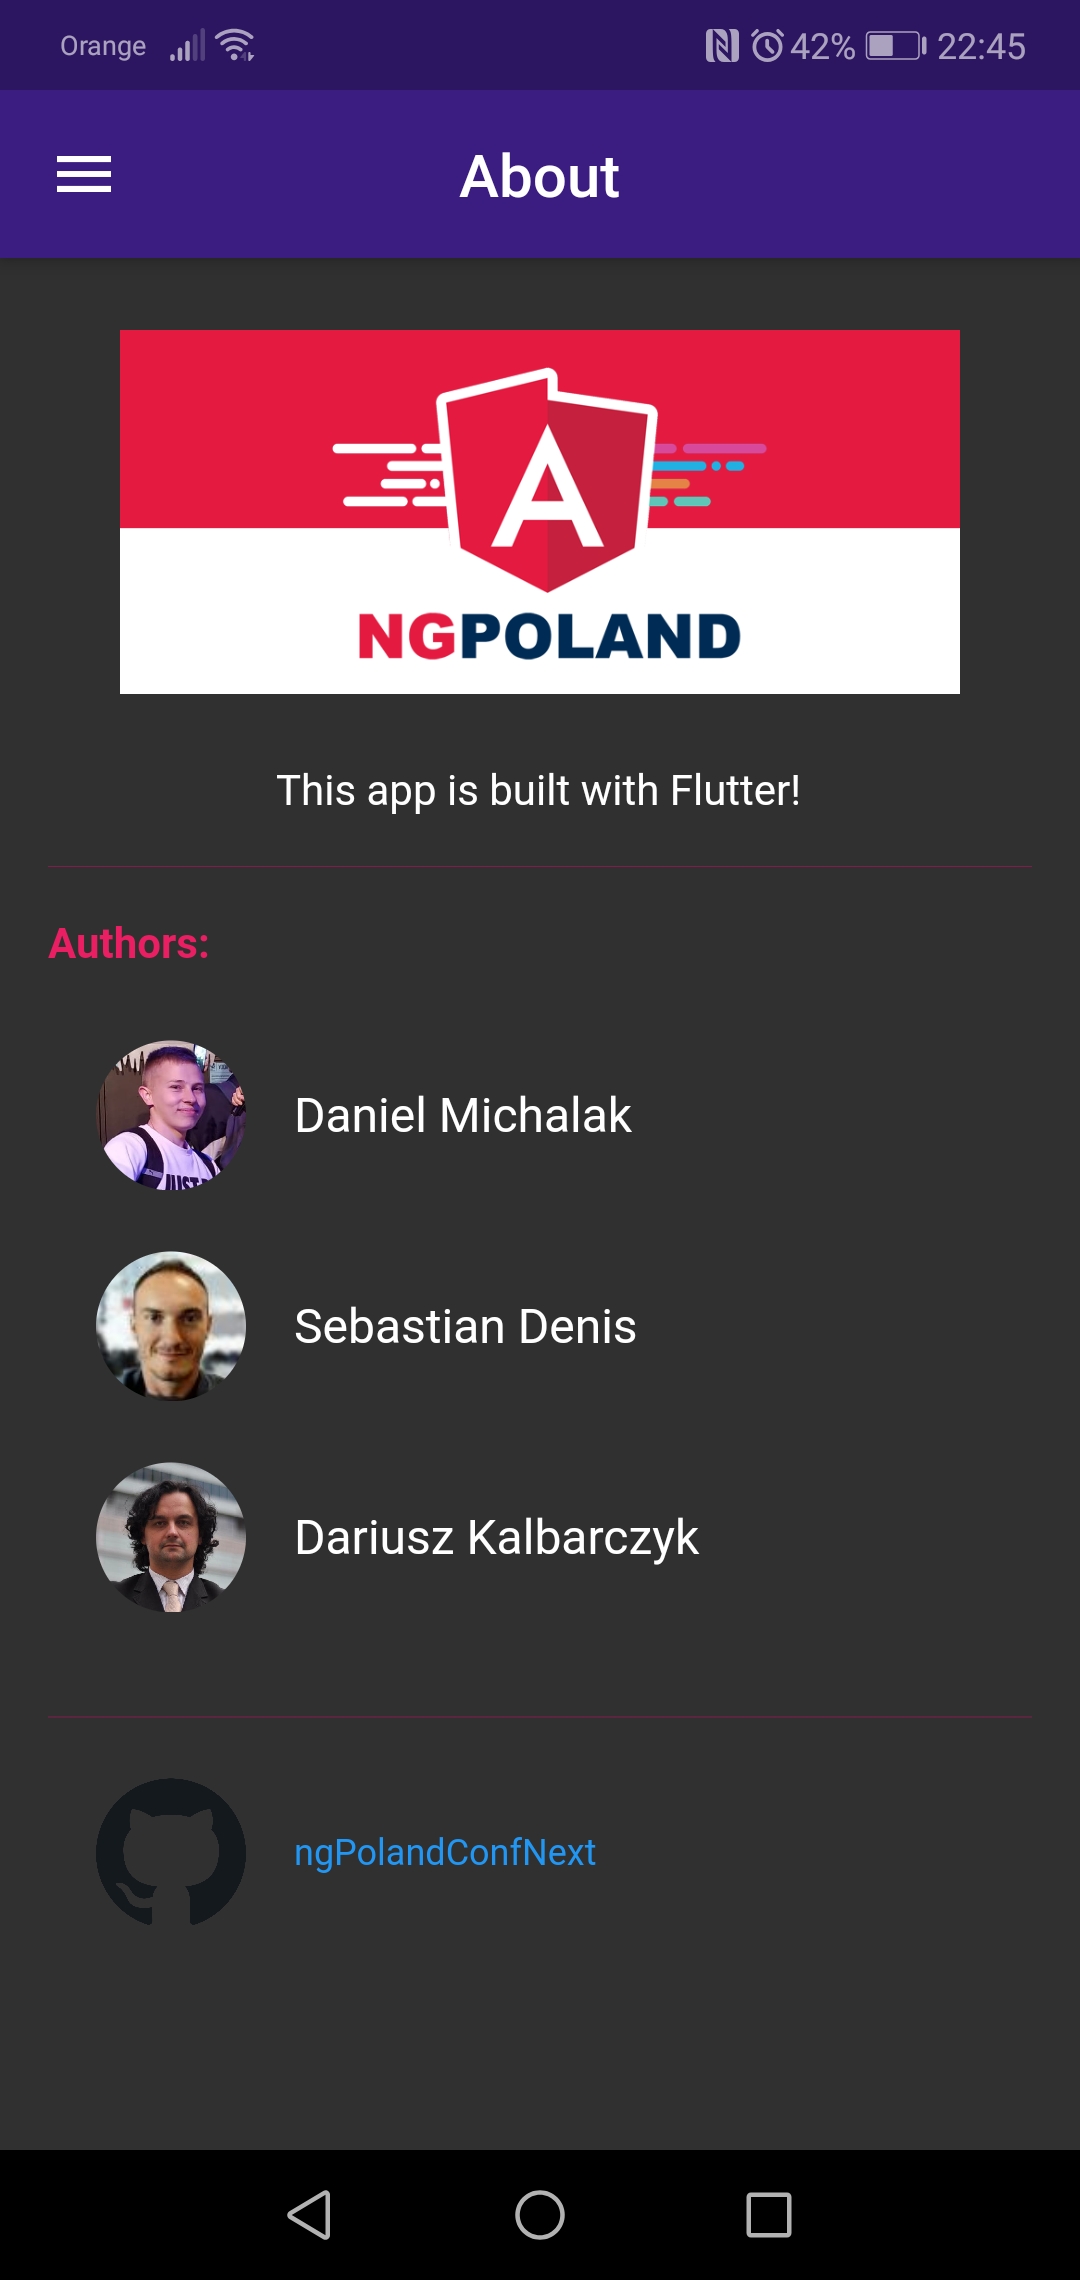 Orange 42% 22:45
About
A
NGPOLAND
This app is built with Flutter!
Authors:
Daniel Michalak
Sebastian Denis
Dariusz Kalbarczyk
ngPolandConfNext